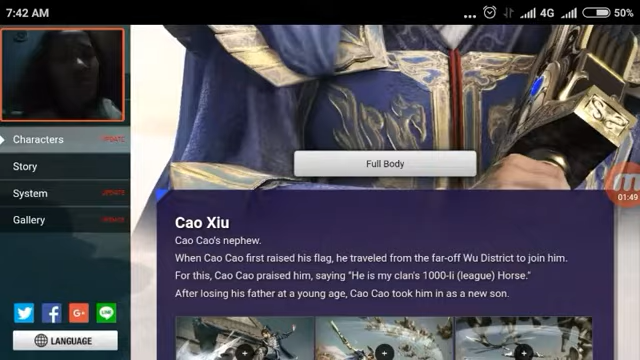 7:42 AM
4G
50%
Full Body
01:49
Characters
UPDATE
Story
System
UPDATE
Gallery
UPDATE
LINE
LANGUAGE
Cao Xiu
Cao Cao's nephew.
When Cao Cao first raised his flag, he traveled from the far-off Wu District to join him.
For this, Cao Cao praised him, saying "He is my clan's 1000-li (league) Horse."
After losing his father at a young age, Cao Cao took him in as a new son.